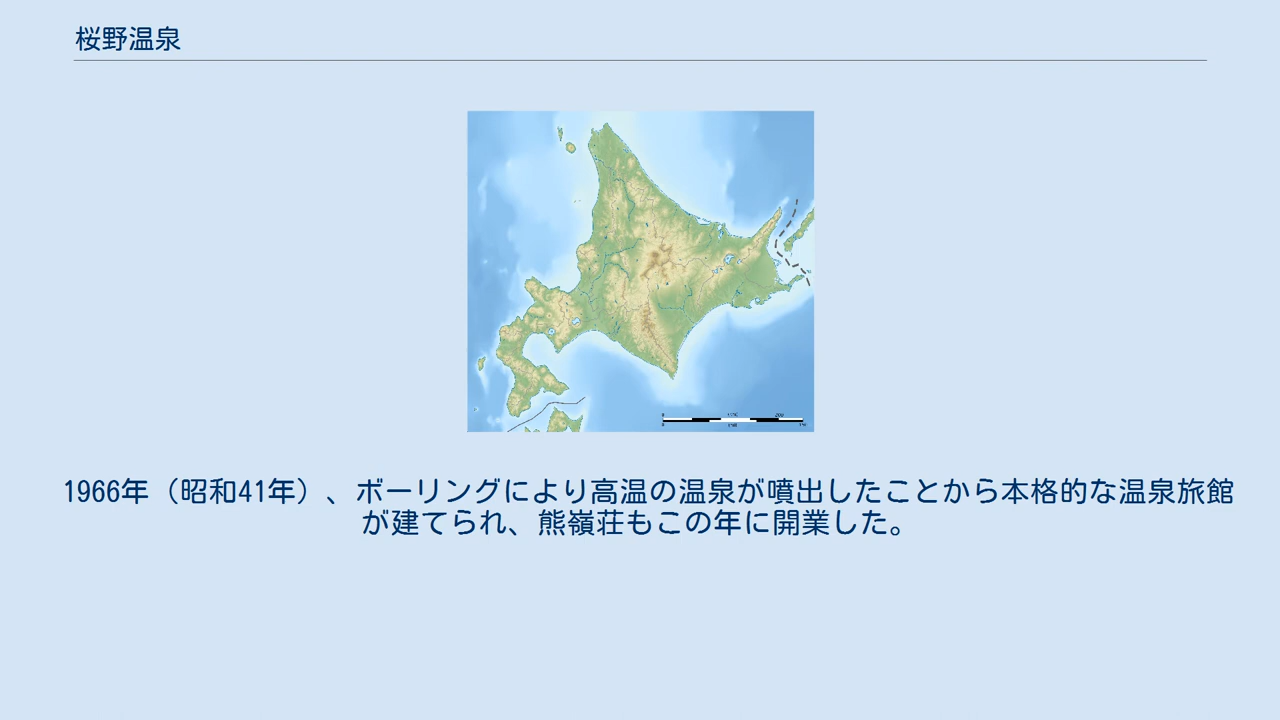 桜野温泉
1966年（昭和41年）、ボーリングにより高温の温泉が噴出したことから本格的な温泉旅館
が建てられ、熊嶺荘もこの年に開業した。